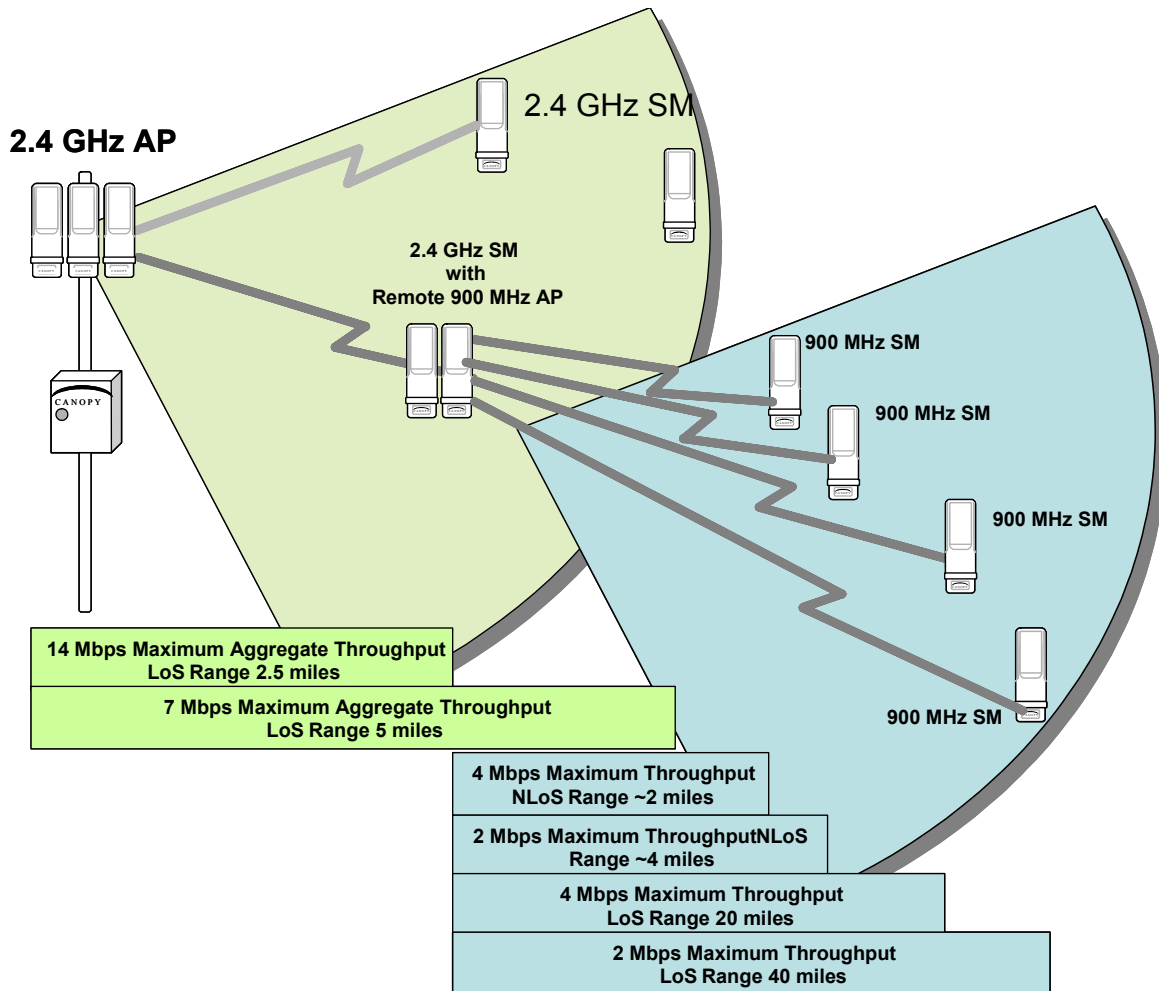 2.4 GHz SM
2.4 GHz AP
2.4 GHz SM
with
Remote 900 MHz AP
900 MHz SM
900 MHz SM
CANOPY
900 MHz SM
900 MHz SM
14 Mbps Maximum Aggregate Throughput
LoS Range 2.5 miles
7 Mbps Maximum Aggregate Throughput
LoS Range 5 miles
4 Mbps Maximum Throughput
NLoS Range ~2 miles
2 Mbps Maximum ThroughputNLoS
Range ~4 miles
4 Mbps Maximum Throughput
LoS Range 20 miles
2 Mbps Maximum Throughput
LoS Range 40 miles